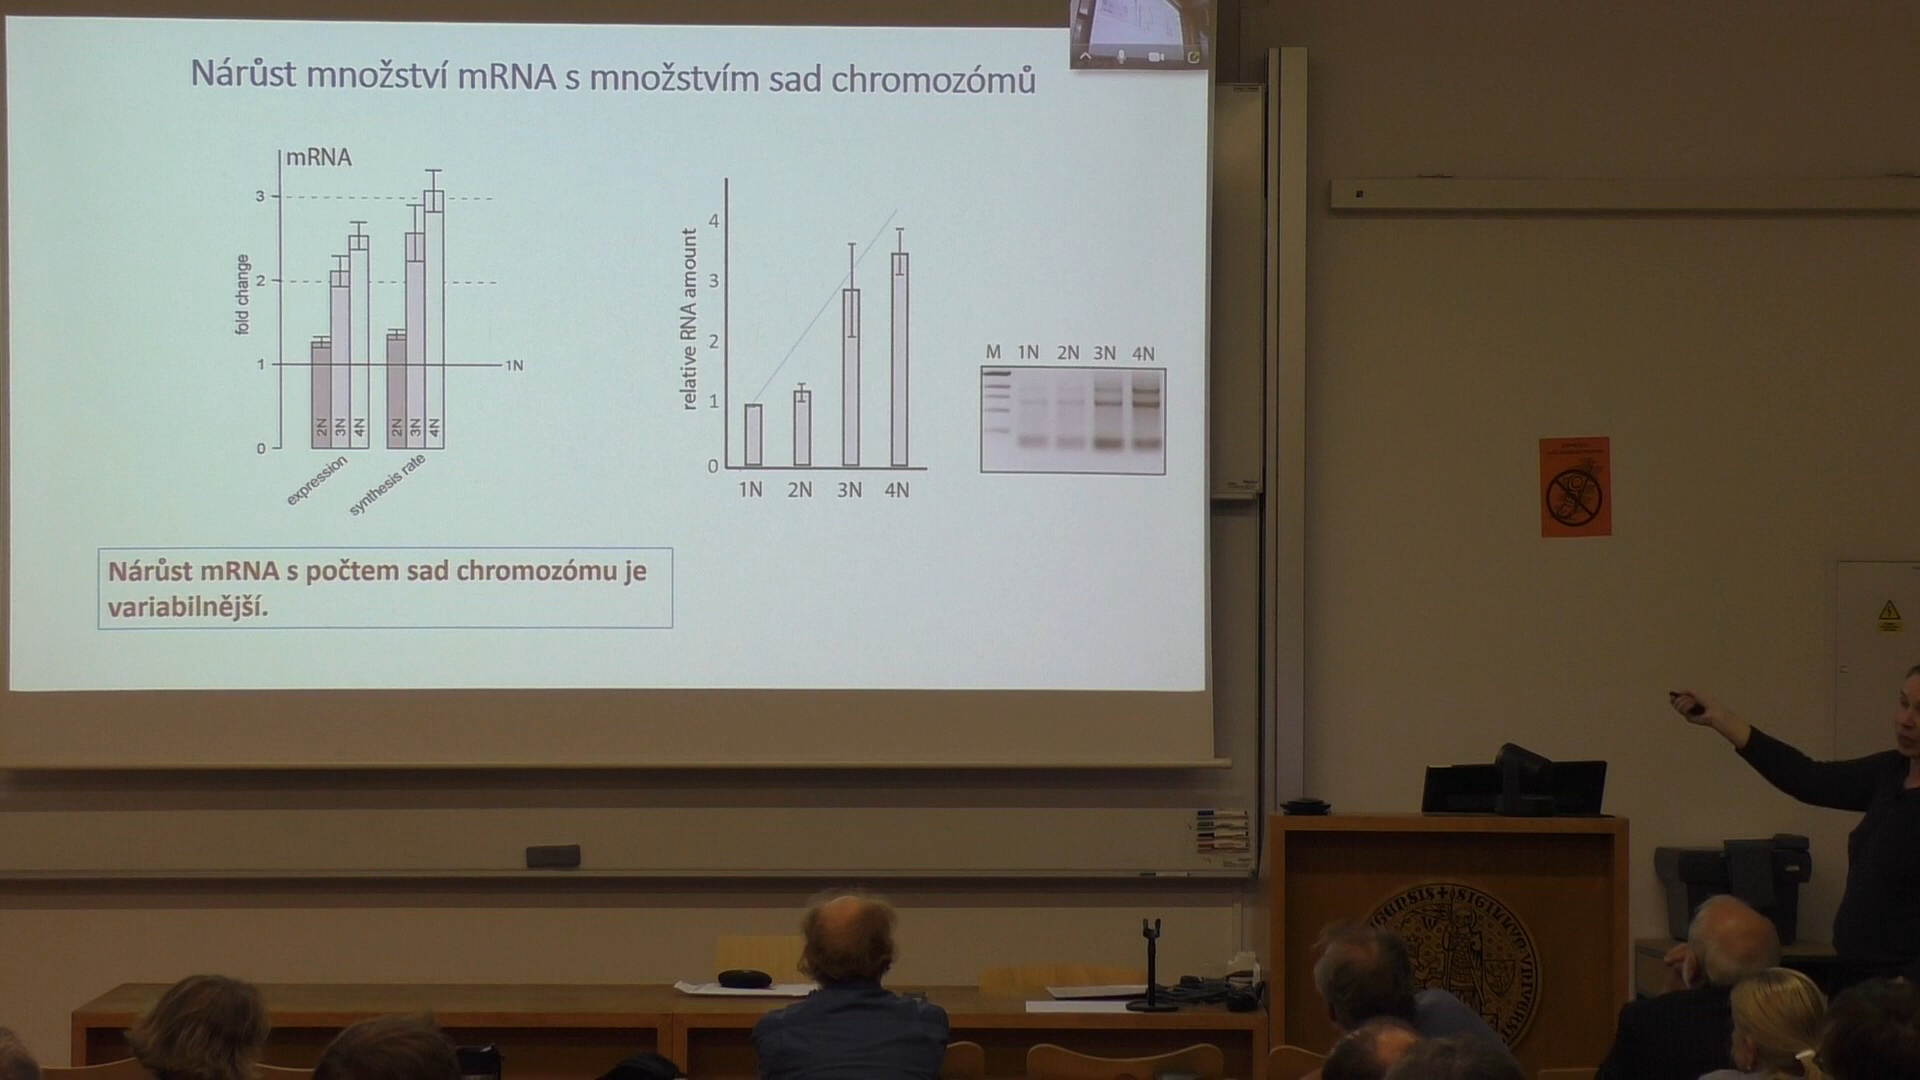 Nárůst množství mRNA s množstvím sad chromozómů
mRNA
fold change
3
2
1
0
1N
2N
3N
4N
2N
3N
4N
expression
synthesis rate
relative RNA amount
4
3
2
1
0
1N 2N 3N 4N
M 1N 2N 3N 4N
Nárůst mRNA s počtem sad chromozómu je
variabilnější.